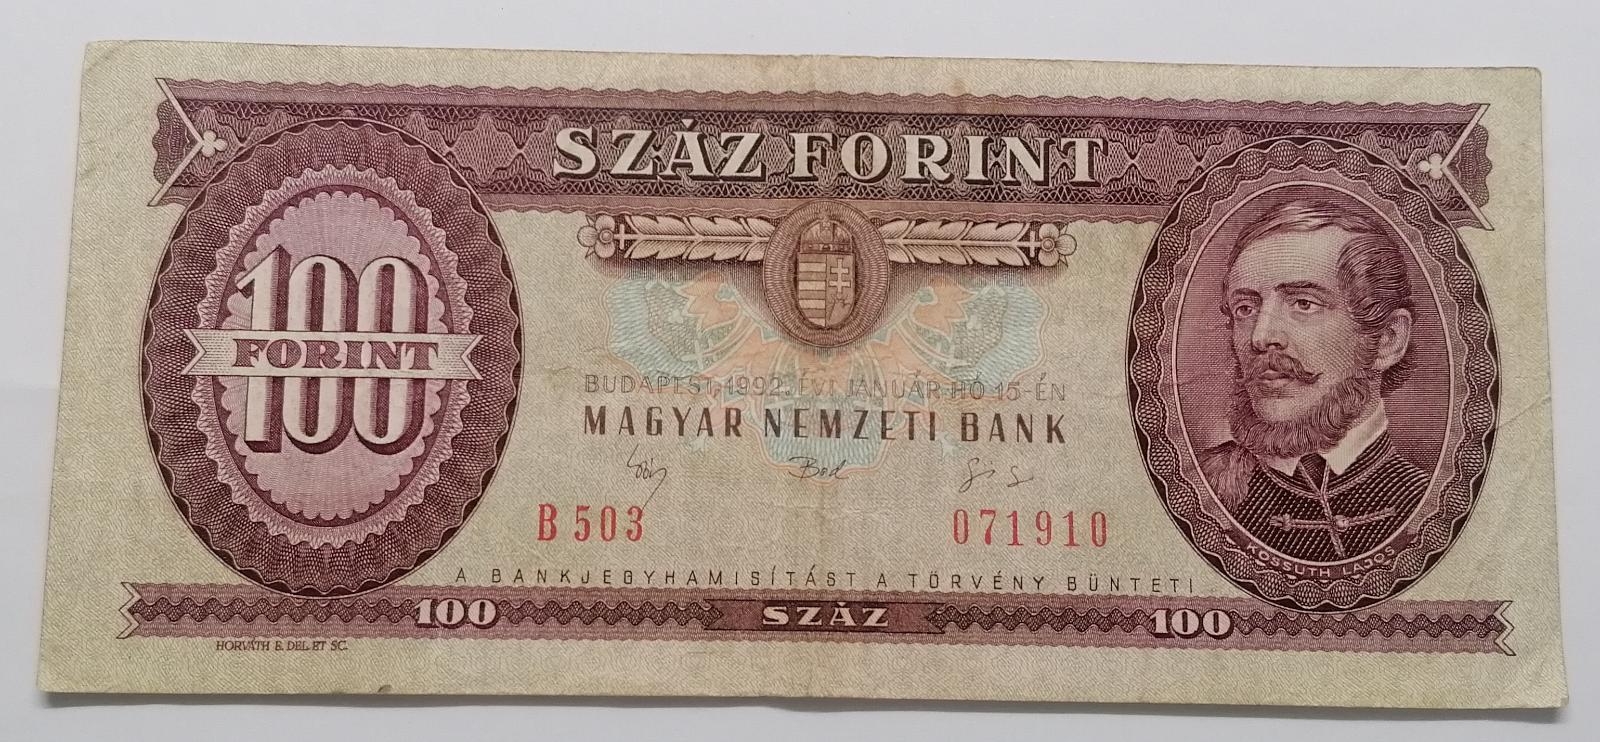 SZÁZ FORINT
100
FORINT
BUDAPEST, 1992. ÉVI JANUÁR HÓ 15-ÉN
MAGYAR NEMZETI BANK
B 503
071910
KOSSUTH LAJOS
A BANKJEGYHAMISÍTÁST A TÖRVÉNY BÜNTETI
100 SZÁZ 100
HORVÁTH E. DEL. ET SC.